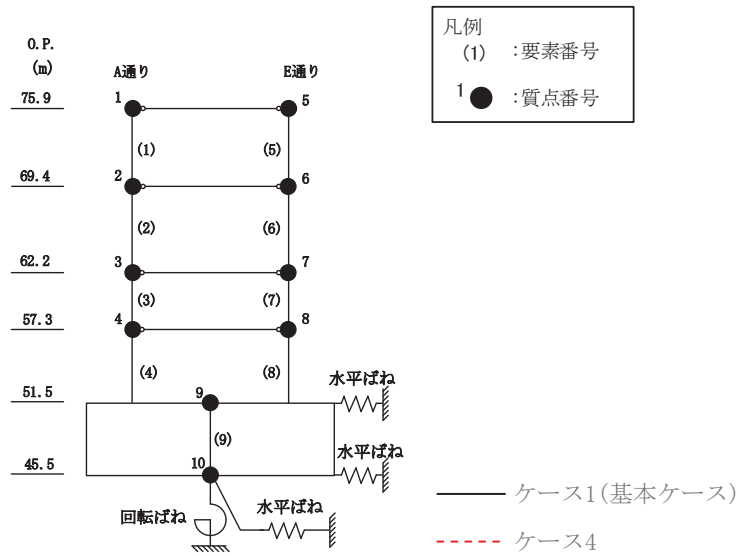 凡例
(1) :要素番号
1 :質点番号
O.P.
(m)
A通り E通り
75.9 1 5
(1) (5)
69.4 2 6
(2) (6)
62.2 3 7
(3) (7)
57.3 4 8
(4) (8)
水平ばね
51.5 9
(9)
水平ばね
45.5 10
水平ばね
回転ばね
ケース1(基本ケース)
ケース4